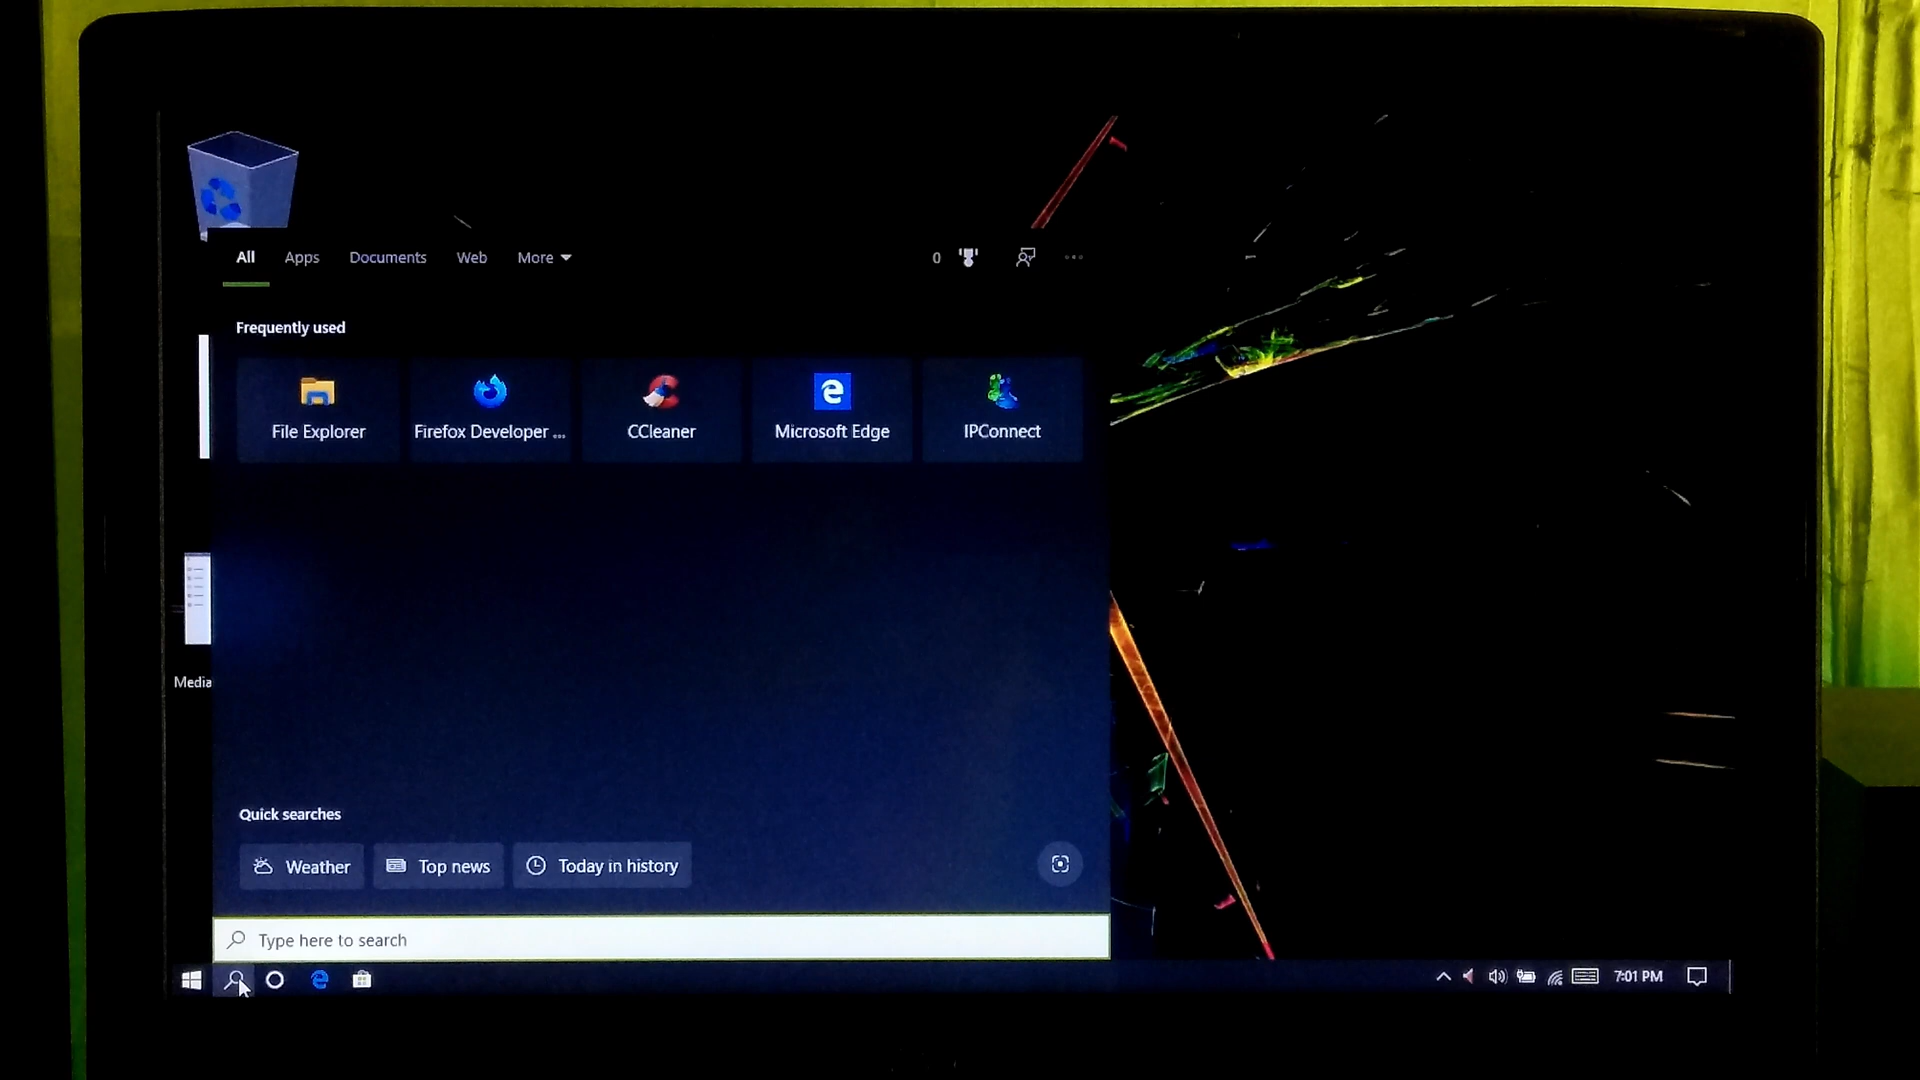 All Apps Documents Web More 0
Frequently used
File Explorer Firefox Developer ... CCleaner Microsoft Edge IPConnect
Media
Quick searches
Weather Top news Today in history
Type here to search
7:01 PM